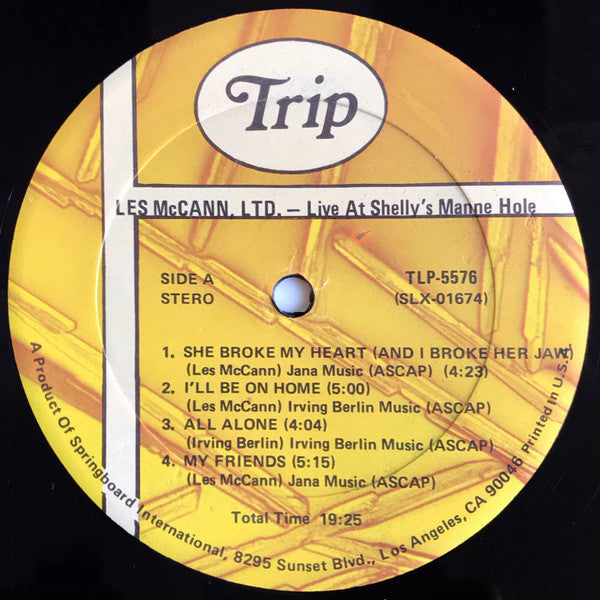 Trip
LES McCANN, LTD. – Live At Shelly's Manne Hole
SIDE A
STERO
TLP-5576
(SLX-01674)
1. SHE BROKE MY HEART (AND I BROKE HER JAW)
(Les McCann) Jana Music (ASCAP) (4:23)
2. I'LL BE ON HOME (5:00)
(Les McCann) Irving Berlin Music (ASCAP)
3. ALL ALONE (4:04)
(Irving Berlin) Irving Berlin Music (ASCAP)
4. MY FRIENDS (5:15)
(Les McCann) Jana Music (ASCAP)
Total Time 19:25
A Product Of Springboard International, 8295 Sunset Blvd., Los Angeles, CA 90046 Printed In U.S.A.